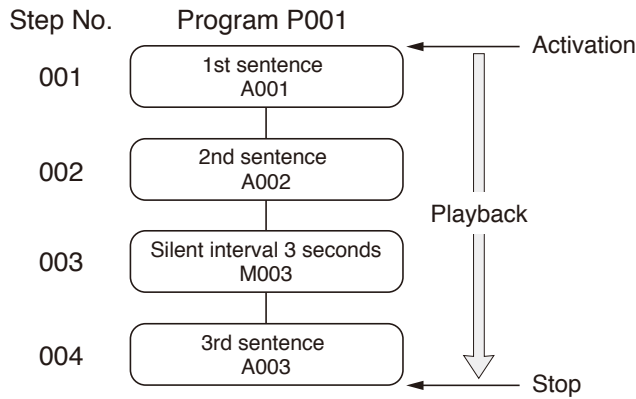 Step No. Program P001
Activation
001 1st sentence
A001
002 2nd sentence
A002
Playback
003 Silent interval 3 seconds
M003
004 3rd sentence
A003
Stop